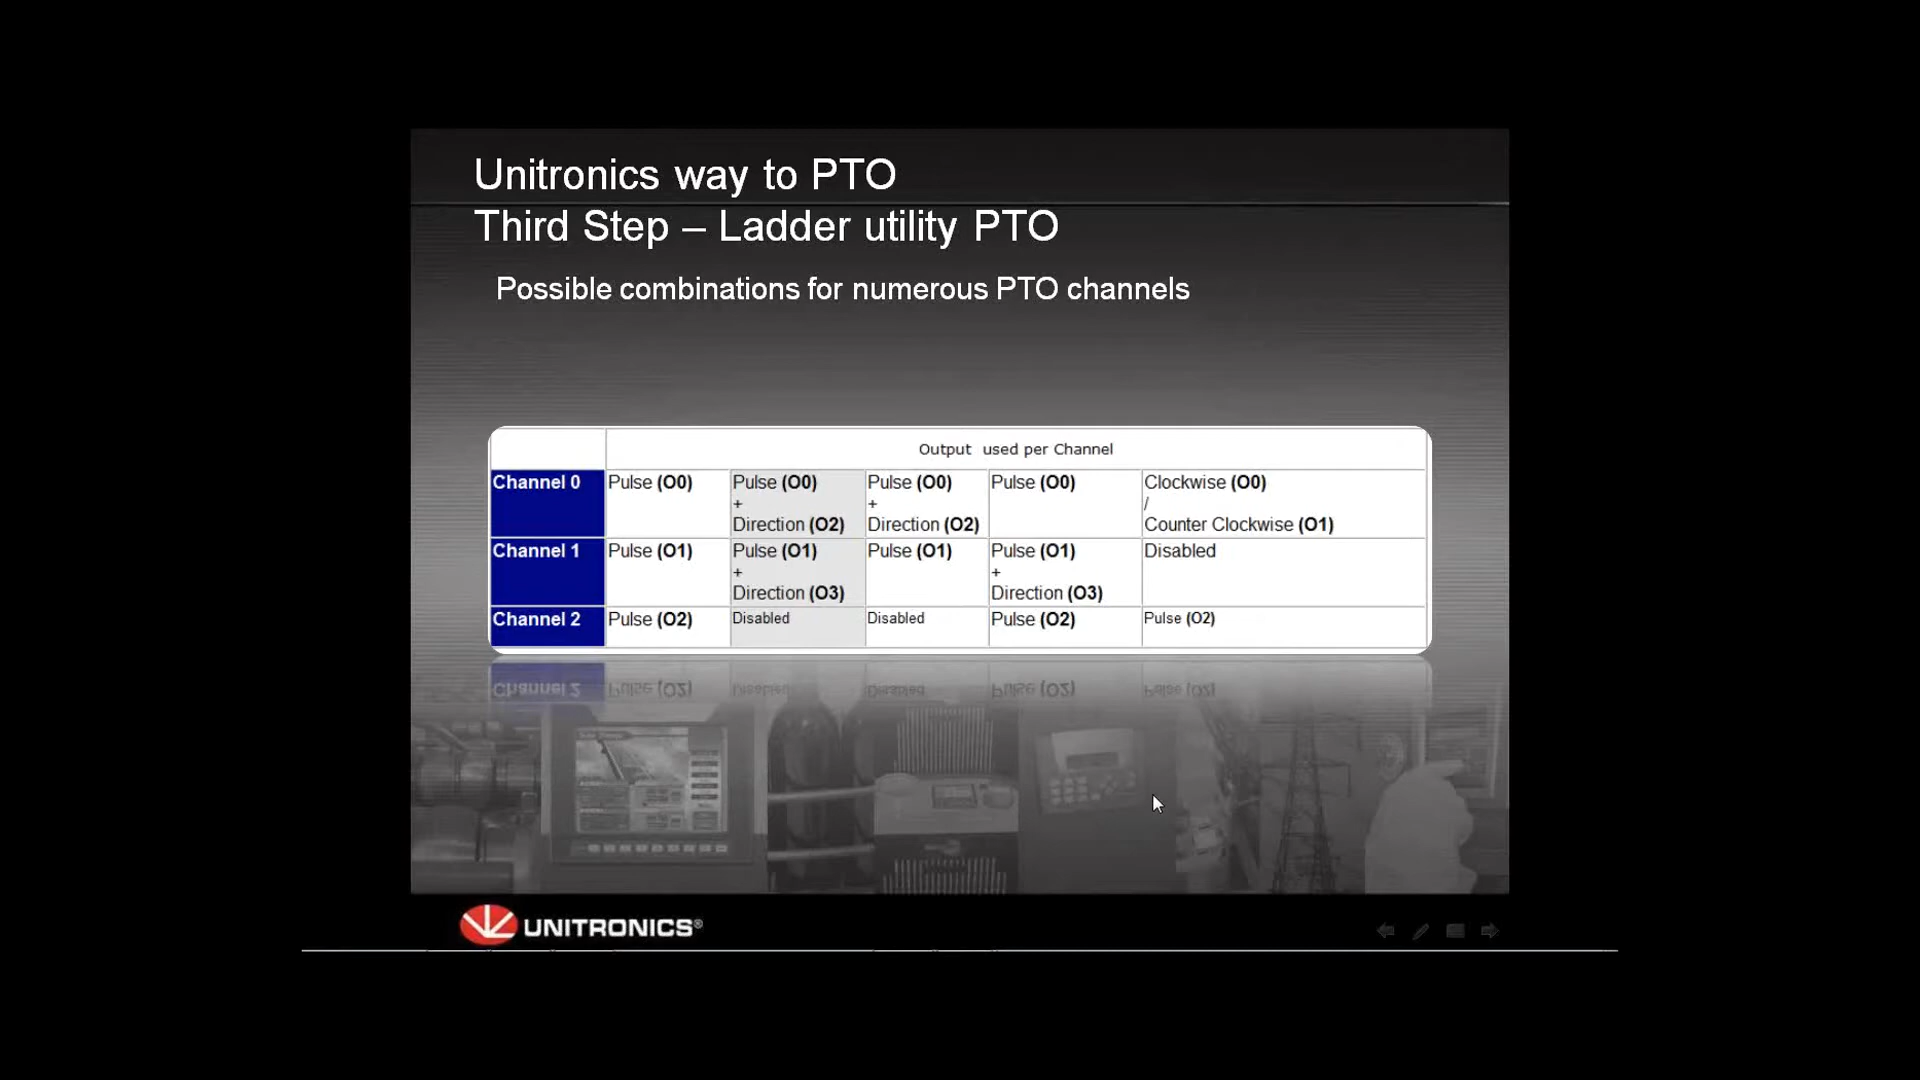 Unitronics way to PTO
Third Step – Ladder utility PTO
Possible combinations for numerous PTO channels
Output used per Channel
Channel 0 Pulse (O0) Pulse (O0) + Direction (O2) Pulse (O0) + Direction (O2) Pulse (O0) Clockwise (O0) / Counter Clockwise (O1)
Channel 1 Pulse (O1) Pulse (O1) + Direction (O3) Pulse (O1) Pulse (O1) + Direction (O3) Disabled
Channel 2 Pulse (O2) Disabled Disabled Pulse (O2) Pulse (O2)
UNITRONICS®